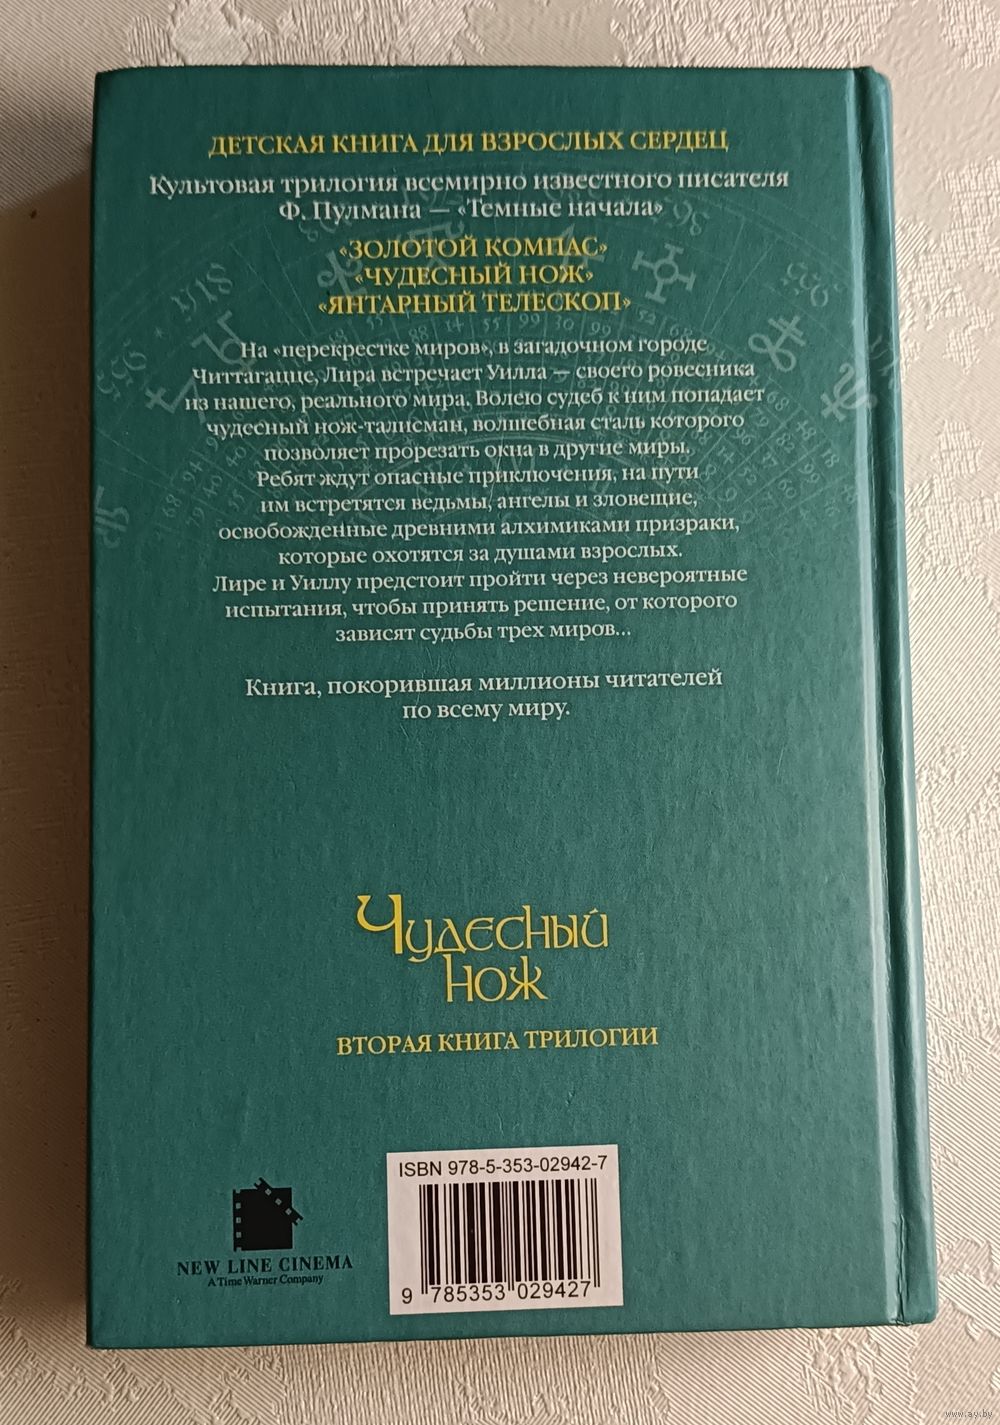 ДЕТСКАЯ КНИГА ДЛЯ ВЗРОСЛЫХ СЕРДЕЦ
Культовая трилогия всемирно известного писателя
Ф. Пулмана — «Темные начала»
«ЗОЛОТОЙ КОМПАС»
«ЧУДЕСНЫЙ НОЖ»
«ЯНТАРНЫЙ ТЕЛЕСКОП»
На «перекрестке миров», в загадочном городе
Читтагацце, Лира встречает Уилла — своего ровесника
из нашего, реального мира. Волею судеб к ним попадает
чудесный нож-талисман, волшебная сталь которого
позволяет прорезать окна в другие миры.
Ребят ждут опасные приключения, на пути
им встретятся ведьмы, ангелы и зловещие,
освобожденные древними алхимиками призраки,
которые охотятся за душами взрослых.
Лире и Уиллу предстоит пройти через невероятные
испытания, чтобы принять решение, от которого
зависят судьбы трех миров...
Книга, покорившая миллионы читателей
по всему миру.
Чудесный
нож
ВТОРАЯ КНИГА ТРИЛОГИИ
ISBN 978-5-353-02942-7
9 785353 029427
NEW LINE CINEMA
A Time Warner Company
www.ay.by